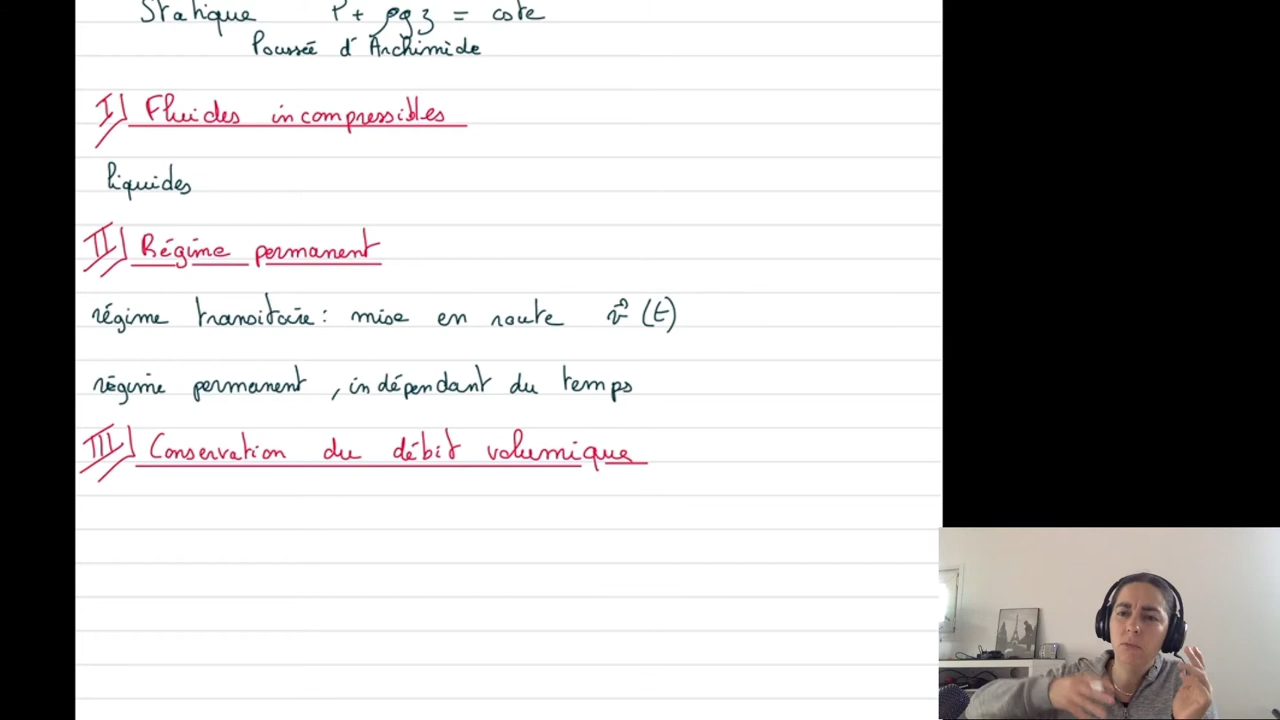 Statique P + ρgz = cste
Poussée d'Archimède
I) Fluides incompressibles
liquides
II) Régime permanent
régime transitoire : mise en route v⃗ (t)
régime permanent, indépendant du temps
III) Conservation du débit volumique